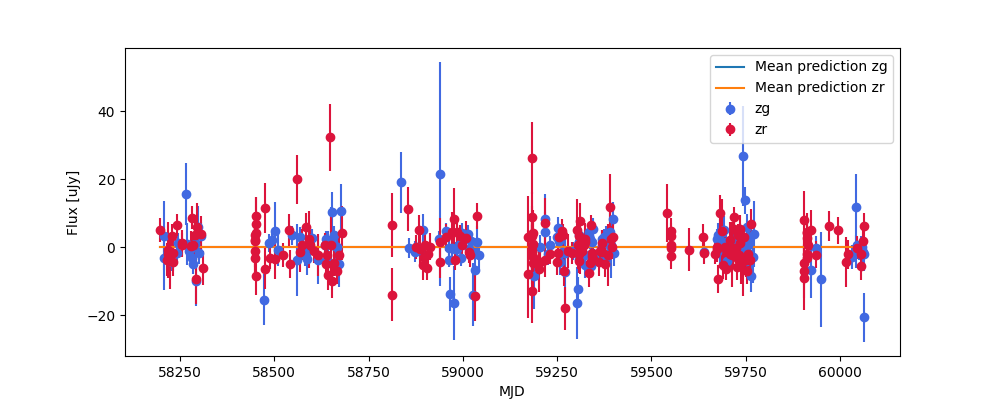 Mean prediction zg
Mean prediction zr
zg
zr
Flux [uJy]
40
20
0
−20
58250 58500 58750 59000 59250 59500 59750 60000
MJD